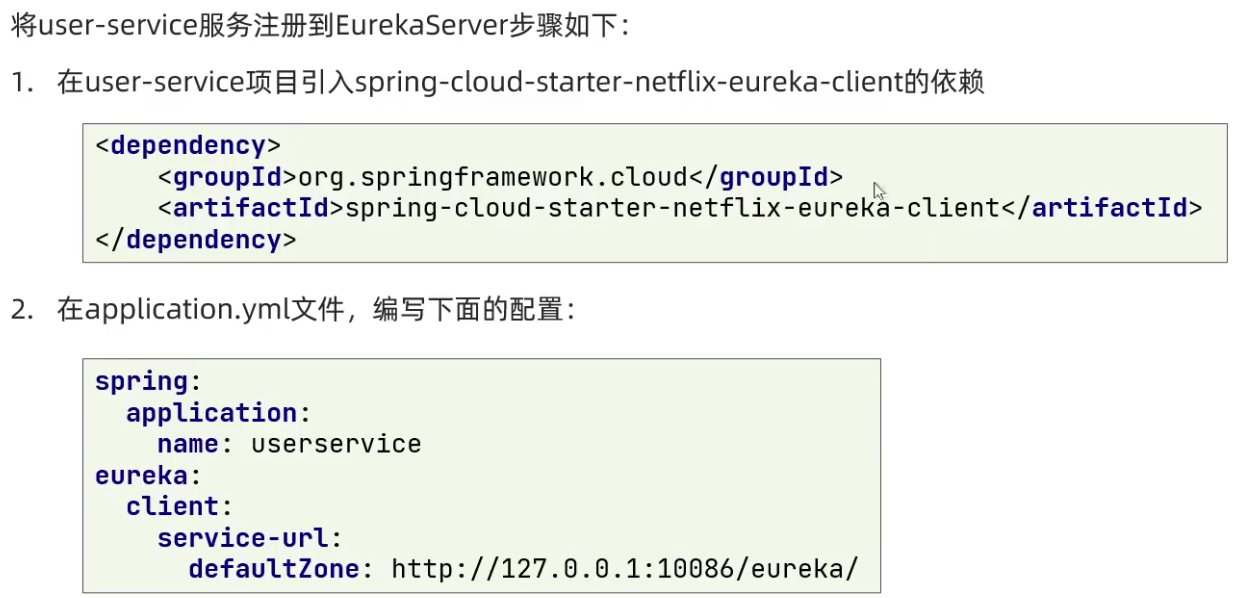 将user-service服务注册到EurekaServer步骤如下：
1. 在user-service项目引入spring-cloud-starter-netflix-eureka-client的依赖
<dependency>
    <groupId>org.springframework.cloud</groupId>
    <artifactId>spring-cloud-starter-netflix-eureka-client</artifactId>
</dependency>
2. 在application.yml文件，编写下面的配置：
spring:
  application:
    name: userservice
eureka:
  client:
    service-url:
      defaultZone: http://127.0.0.1:10086/eureka/